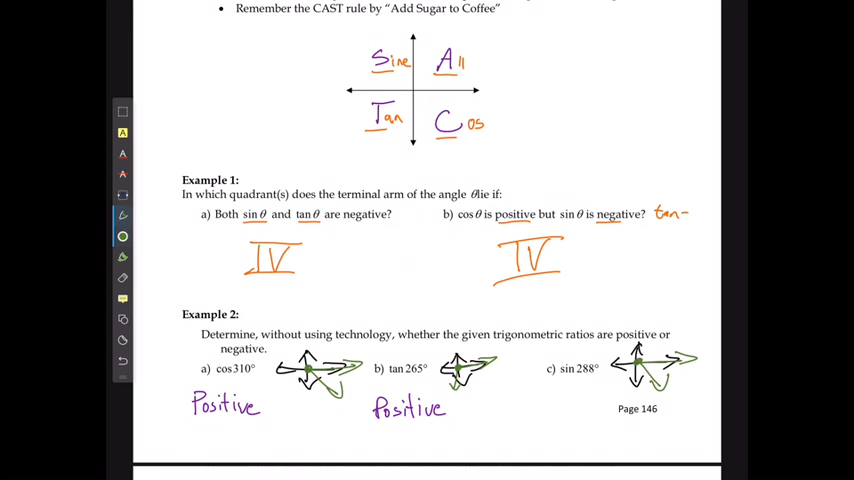 • Remember the CAST rule by "Add Sugar to Coffee"
Sine All
Tan Cos
Example 1:
In which quadrant(s) does the terminal arm of the angle θ lie if:
a) Both sin θ and tan θ are negative?
b) cos θ is positive but sin θ is negative? tan-
IV
IV
Example 2:
Determine, without using technology, whether the given trigonometric ratios are positive or
negative.
a) cos 310° b) tan 265° c) sin 288°
Positive Positive
Page 146